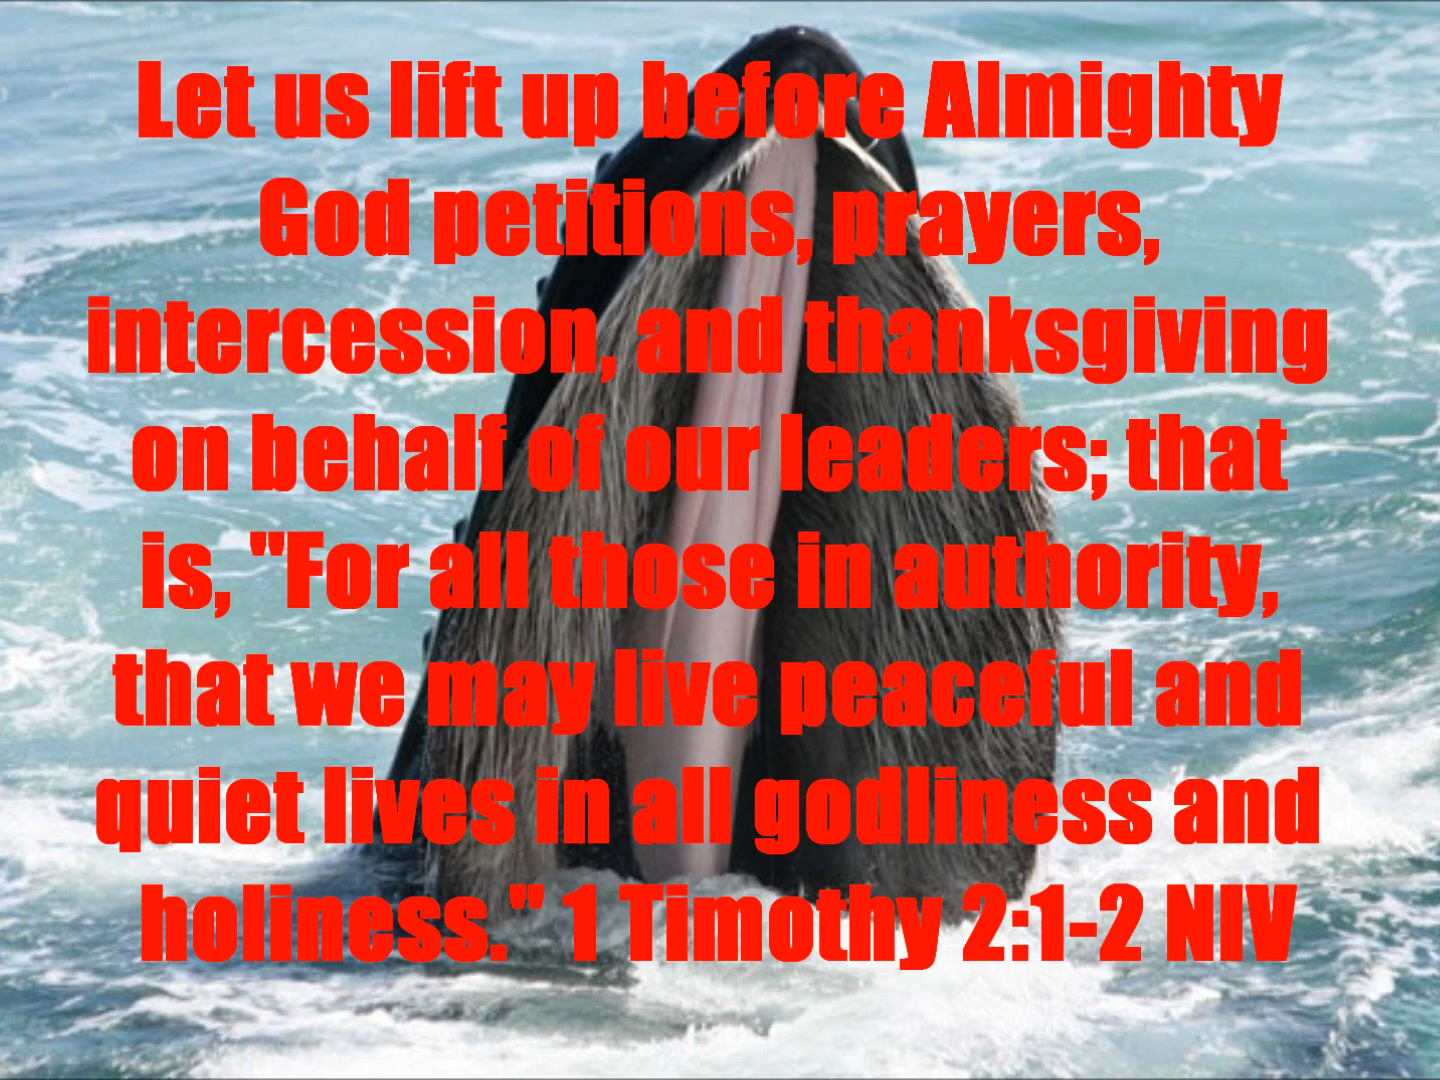 Let us lift up before Almighty
God petitions, prayers,
intercession, and thanksgiving
on behalf of our leaders; that
is, "For all those in authority,
that we may live peaceful and
quiet lives in all godliness and
holiness." 1 Timothy 2:1-2 NIV